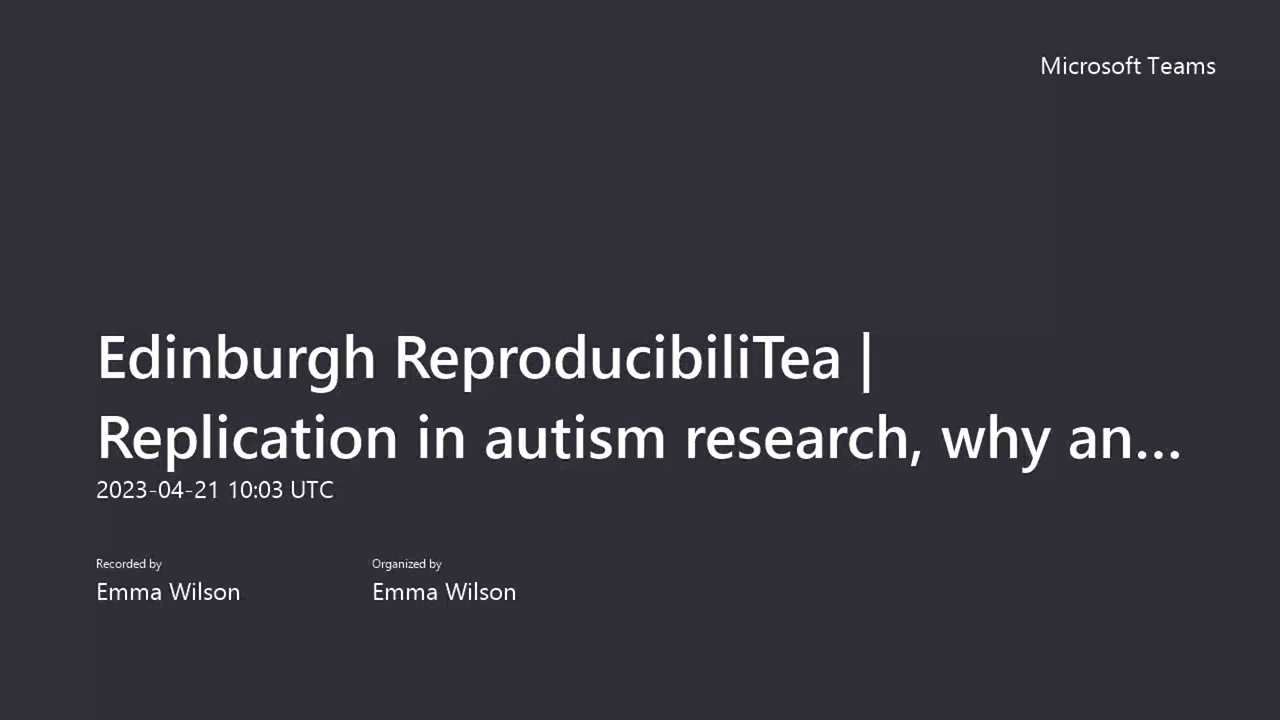 Microsoft Teams
Edinburgh ReproducibiliTea |
Replication in autism research, why an...
2023-04-21 10:03 UTC
Recorded by
Organized by
Emma Wilson
Emma Wilson